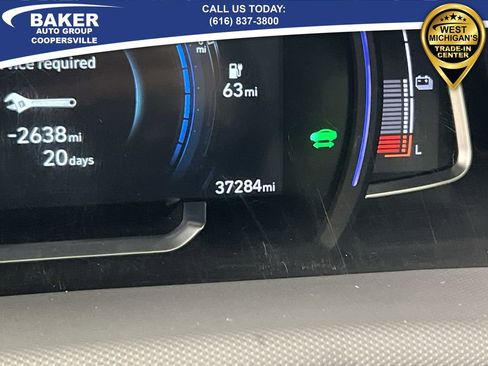 BAKER
AUTO GROUP
COOPERSVILLE
CALL US TODAY:
(616) 837-3800
WEST
MICHIGAN'S
TRADE-IN
CENTER
required
-2638mi
20days
mi
63mi
37284mi
L